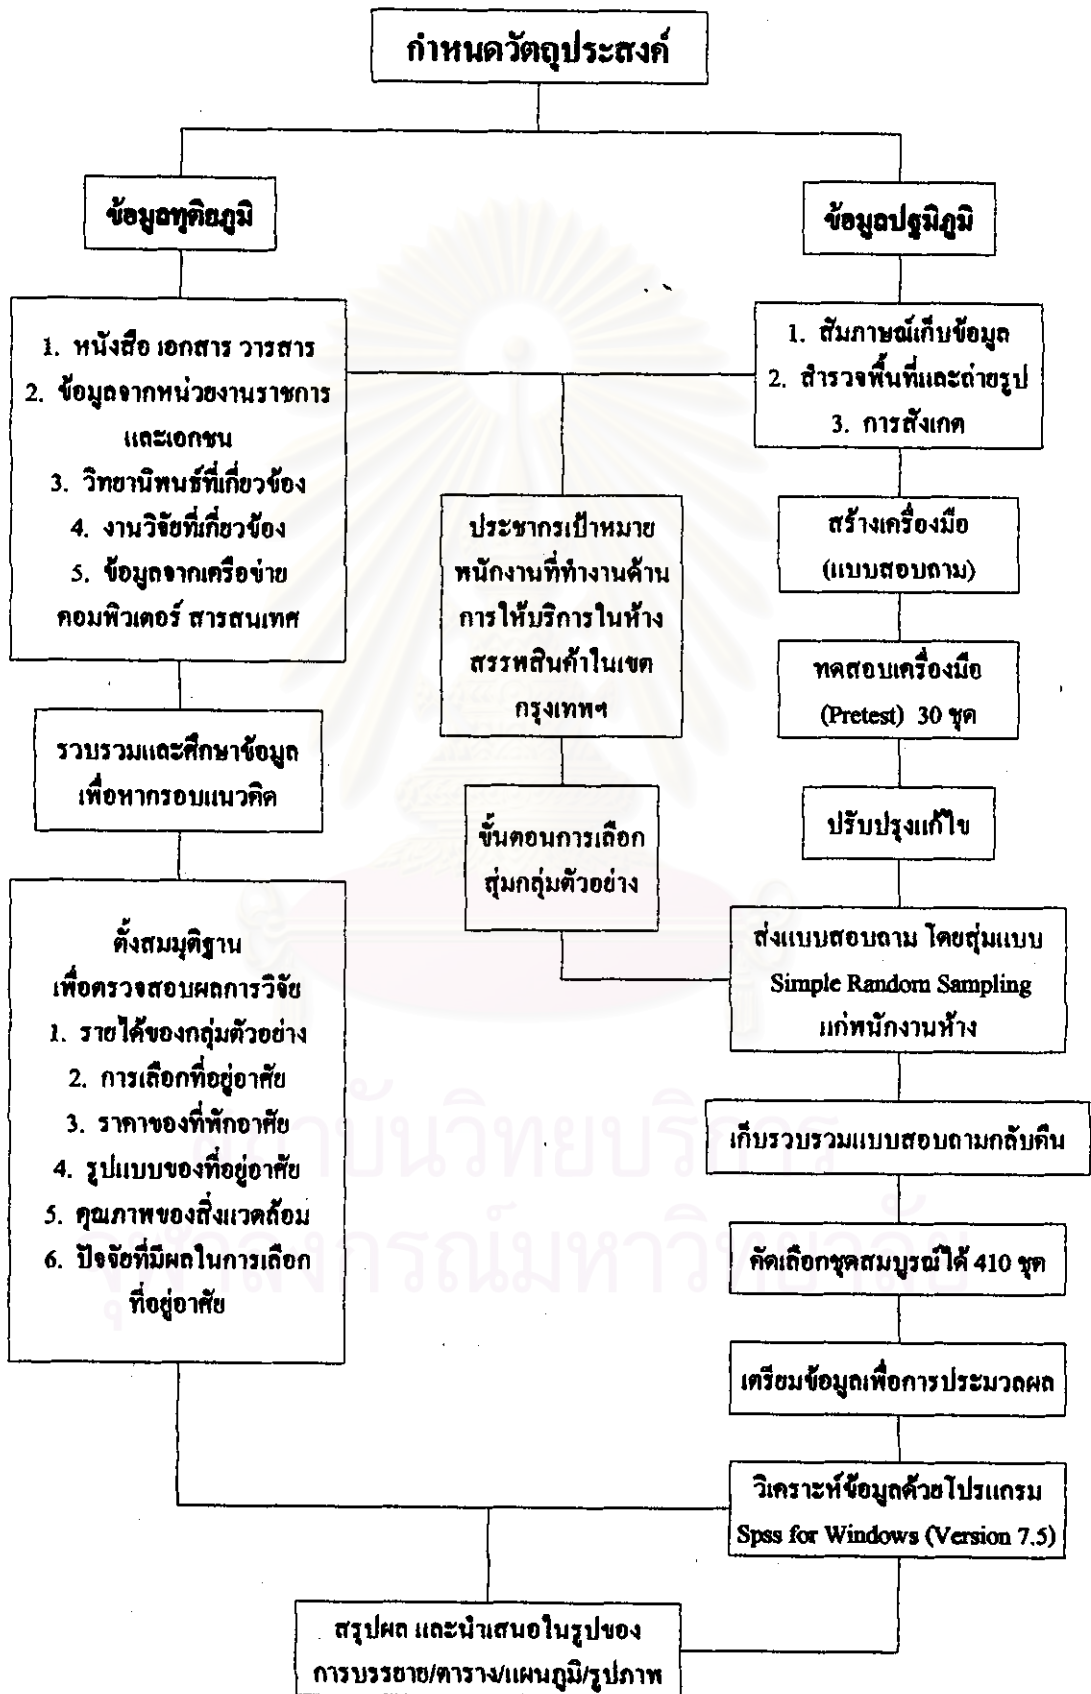 กำหนดวัตถุประสงค์
ข้อมูลทุติยภูมิ
ข้อมูลปฐมิภูมิ
1. หนังสือ เอกสาร วารสาร
2. ข้อมูลจากหน่วยงานราชการ
และเอกชน
3. วิทยานิพนธ์ที่เกี่ยวข้อง
4. งานวิจัยที่เกี่ยวข้อง
5. ข้อมูลจากเครือข่าย
คอมพิวเตอร์ สารสนเทศ
1. สัมภาษณ์เก็บข้อมูล
2. สำรวจพื้นที่และถ่ายรูป
3. การสังเกต
ประชากรเป้าหมาย
พนักงานที่ทำงานด้าน
การให้บริการในห้าง
สรรพสินค้าในเขต
กรุงเทพฯ
สร้างเครื่องมือ
(แบบสอบถาม)
ทดสอบเครื่องมือ
(Pretest) 30 ชุด
รวบรวมและศึกษาข้อมูล
เพื่อหากรอบแนวคิด
ขั้นตอนการเลือก
สุ่มกลุ่มตัวอย่าง
ปรับปรุงแก้ไข
ตั้งสมมุติฐาน
เพื่อตรวจสอบผลการวิจัย
1. รายได้ของกลุ่มตัวอย่าง
2. การเลือกที่อยู่อาศัย
3. ราคาของที่พักอาศัย
4. รูปแบบของที่อยู่อาศัย
5. คุณภาพของสิ่งแวดล้อม
6. ปัจจัยที่มีผลในการเลือก
ที่อยู่อาศัย
ส่งแบบสอบถาม โดยสุ่มแบบ
Simple Random Sampling
แก่พนักงานห้าง
เก็บรวบรวมแบบสอบถามกลับคืน
คัดเลือกชุดสมบูรณ์ได้ 410 ชุด
เตรียมข้อมูลเพื่อการประมวลผล
วิเคราะห์ข้อมูลด้วยโปรแกรม
Spss for Windows (Version 7.5)
สรุปผล และนำเสนอในรูปของ
การบรรยาย/ตาราง/แผนภูมิ/รูปภาพ
สถาบันวิทยบริการ
จุฬาลงกรณ์มหาวิทยาลัย